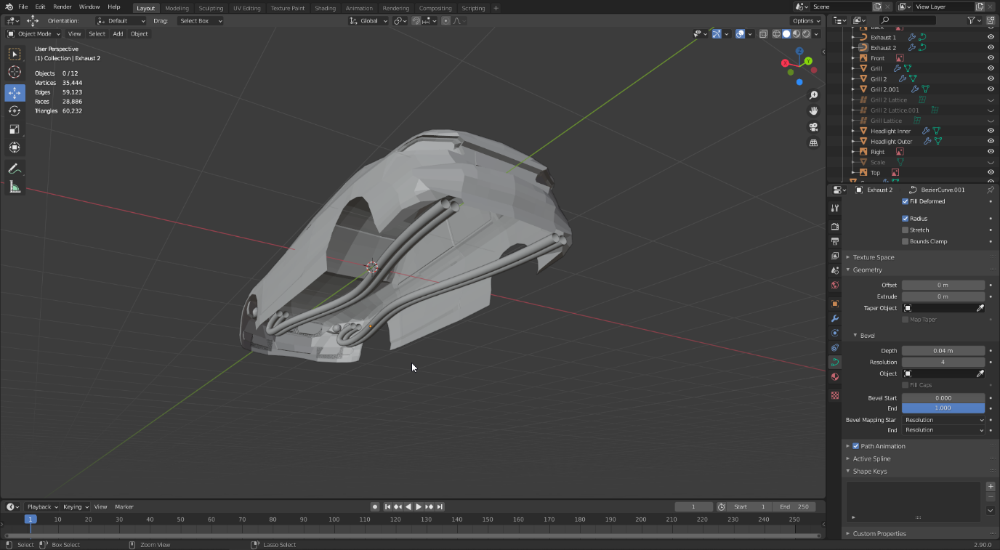 File Edit Render Window Help Layout Modeling Sculpting UV Editing Texture Paint Shading Animation Rendering Compositing Scripting + Scene View Layer
Orientation: Default Drag: Select Box Global Options
Object Mode View Select Add Object
User Perspective
(1) Collection | Exhaust 2
Objects 0/12
Vertices 35,444
Edges 59,123
Faces 28,886
Triangles 60,232
X
Y
Z
Back
Exhaust 1
Exhaust 2
Front
Grill
Grill 2
Grill 2.001
Grill 2 Lattice
Grill 2 Lattice.001
Grill Lattice
Headlight Inner
Headlight Outer
Right
Scale
Top
Exhaust 2 BezierCurve.001
Fill Deformed
Radius
Stretch
Bounds Clamp
Texture Space
Geometry
Offset 0 m
Extrude 0 m
Taper Object
Map Taper
Bevel
Depth 0.04 m
Resolution 4
Object
Fill Caps
Bevel Start 0.000
End 1.000
Bevel Mapping Star Resolution
End Resolution
Path Animation
Active Spline
Shape Keys
Custom Properties
Playback Keying View Marker 1 Start 1 End 250
1 10 20 30 40 50 60 70 80 90 100 110 120 130 140 150 160 170 180 190 200 210 220 230 240 250
Select Box Select Zoom View Lasso Select 2.90.0